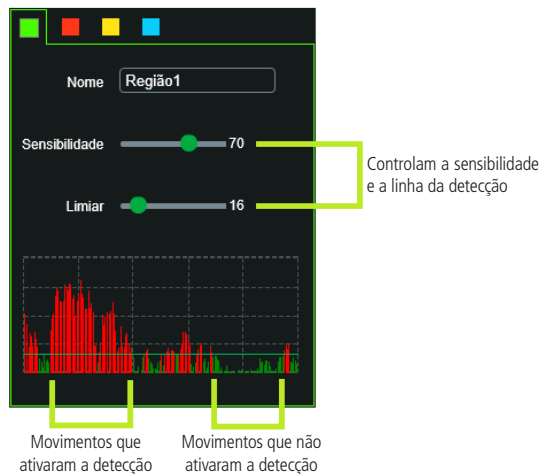 Nome
Região1
Sensibilidade
70
Limiar
16
Controlam a sensibilidade
e a linha da detecção
Movimentos que
ativaram a detecção
Movimentos que não
ativaram a detecção